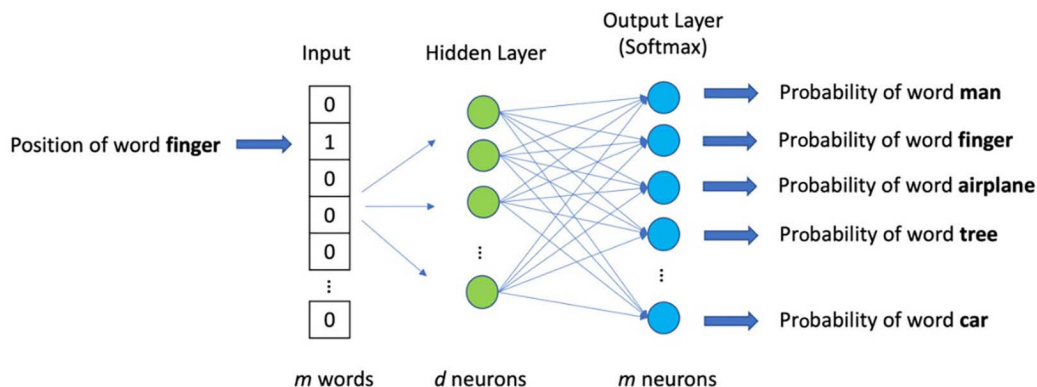 Output Layer
(Softmax)
Input
Hidden Layer
0
1
0
0
0
⋮
0
Position of word finger
...
...
Probability of word man
Probability of word finger
Probability of word airplane
Probability of word tree
Probability of word car
m words
d neurons
m neurons